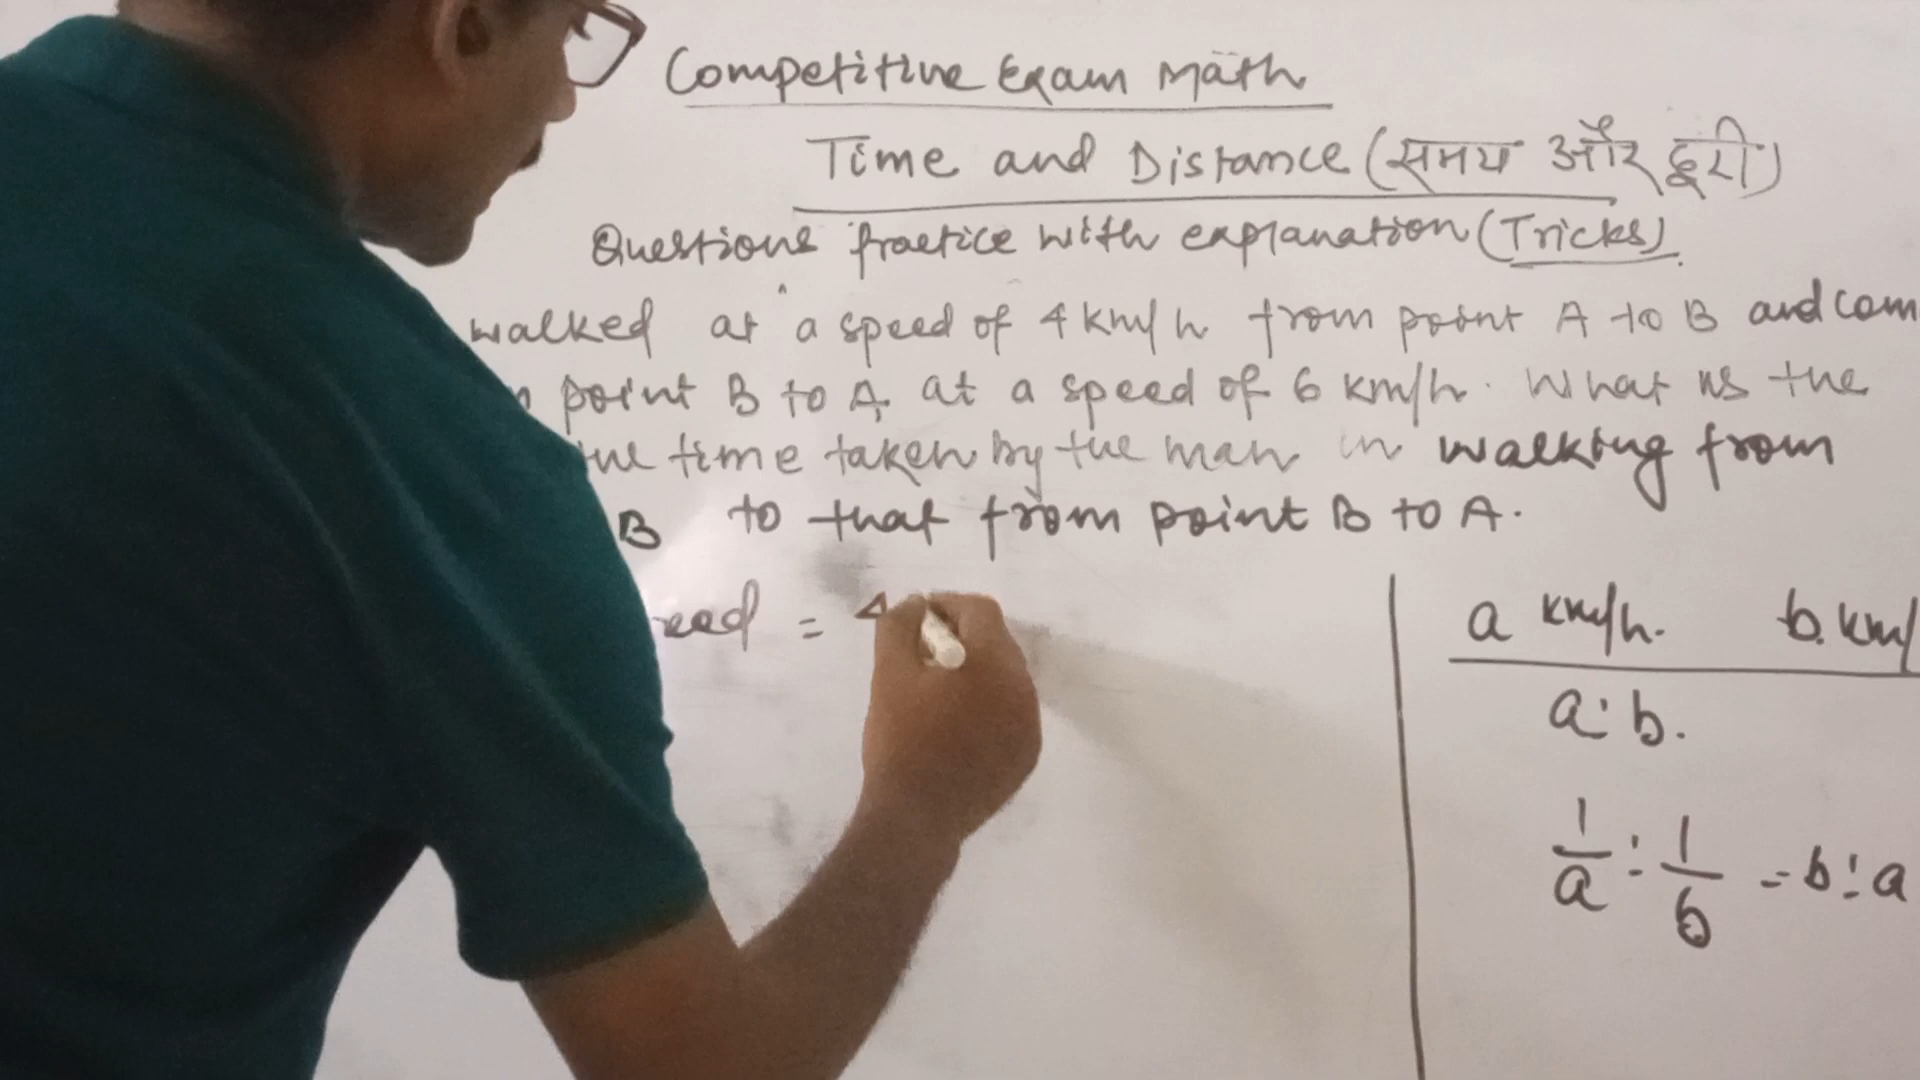 Competitive Exam Math
Time and Distance (समय और दूरी)
Questions Practice with explanation (Tricks).
walked at a speed of 4 km/h from point A to B and com
point B to A at a speed of 6 km/h. What is the
time taken by the man in walking from
B to that from point B to A.
eed = 4
a km/h. b. km/
a : b.
1/a : 1/b = b : a